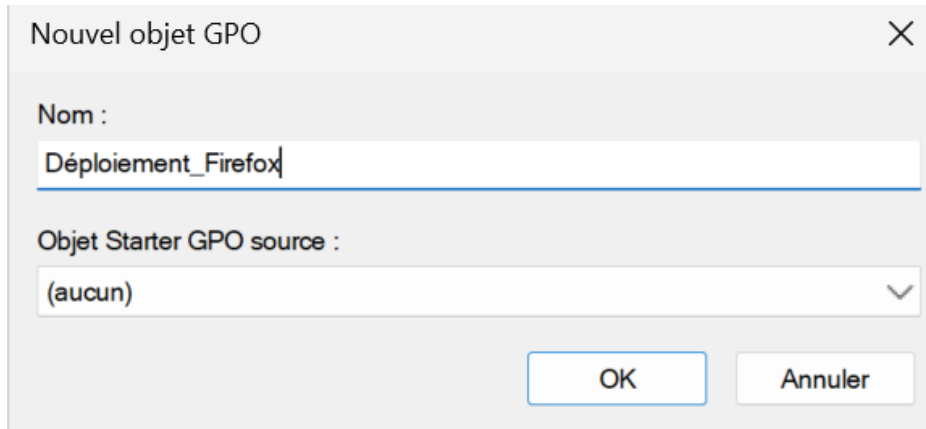 Nouvel objet GPO
Nom :
Déploiement_Firefox
Objet Starter GPO source :
(aucun)
OK Annuler